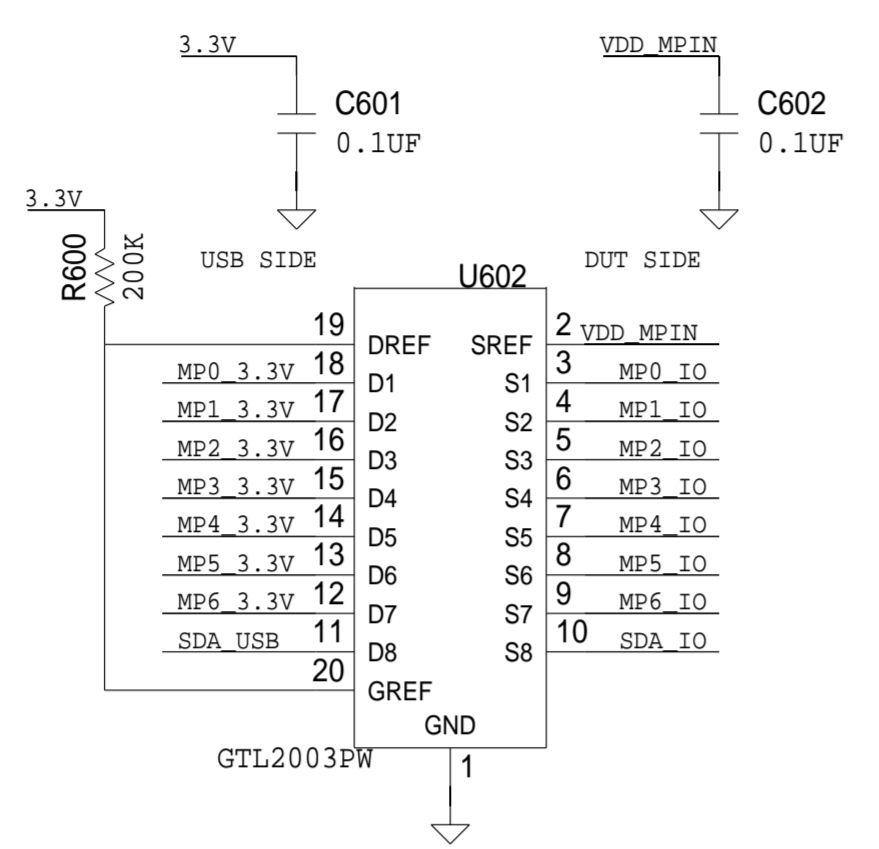 3.3V VDD_MPIN
C601 C602
0.1UF 0.1UF
3.3V
R600
200K
USB SIDE DUT SIDE
U602
19 DREF SREF 2 VDD_MPIN
MP0_3.3V 18 D1 S1 3 MP0_IO
MP1_3.3V 17 D2 S2 4 MP1_IO
MP2_3.3V 16 D3 S3 5 MP2_IO
MP3_3.3V 15 D4 S4 6 MP3_IO
MP4_3.3V 14 D5 S5 7 MP4_IO
MP5_3.3V 13 D6 S6 8 MP5_IO
MP6_3.3V 12 D7 S7 9 MP6_IO
SDA_USB 11 D8 S8 10 SDA_IO
20 GREF
GND
GTL2003PW 1